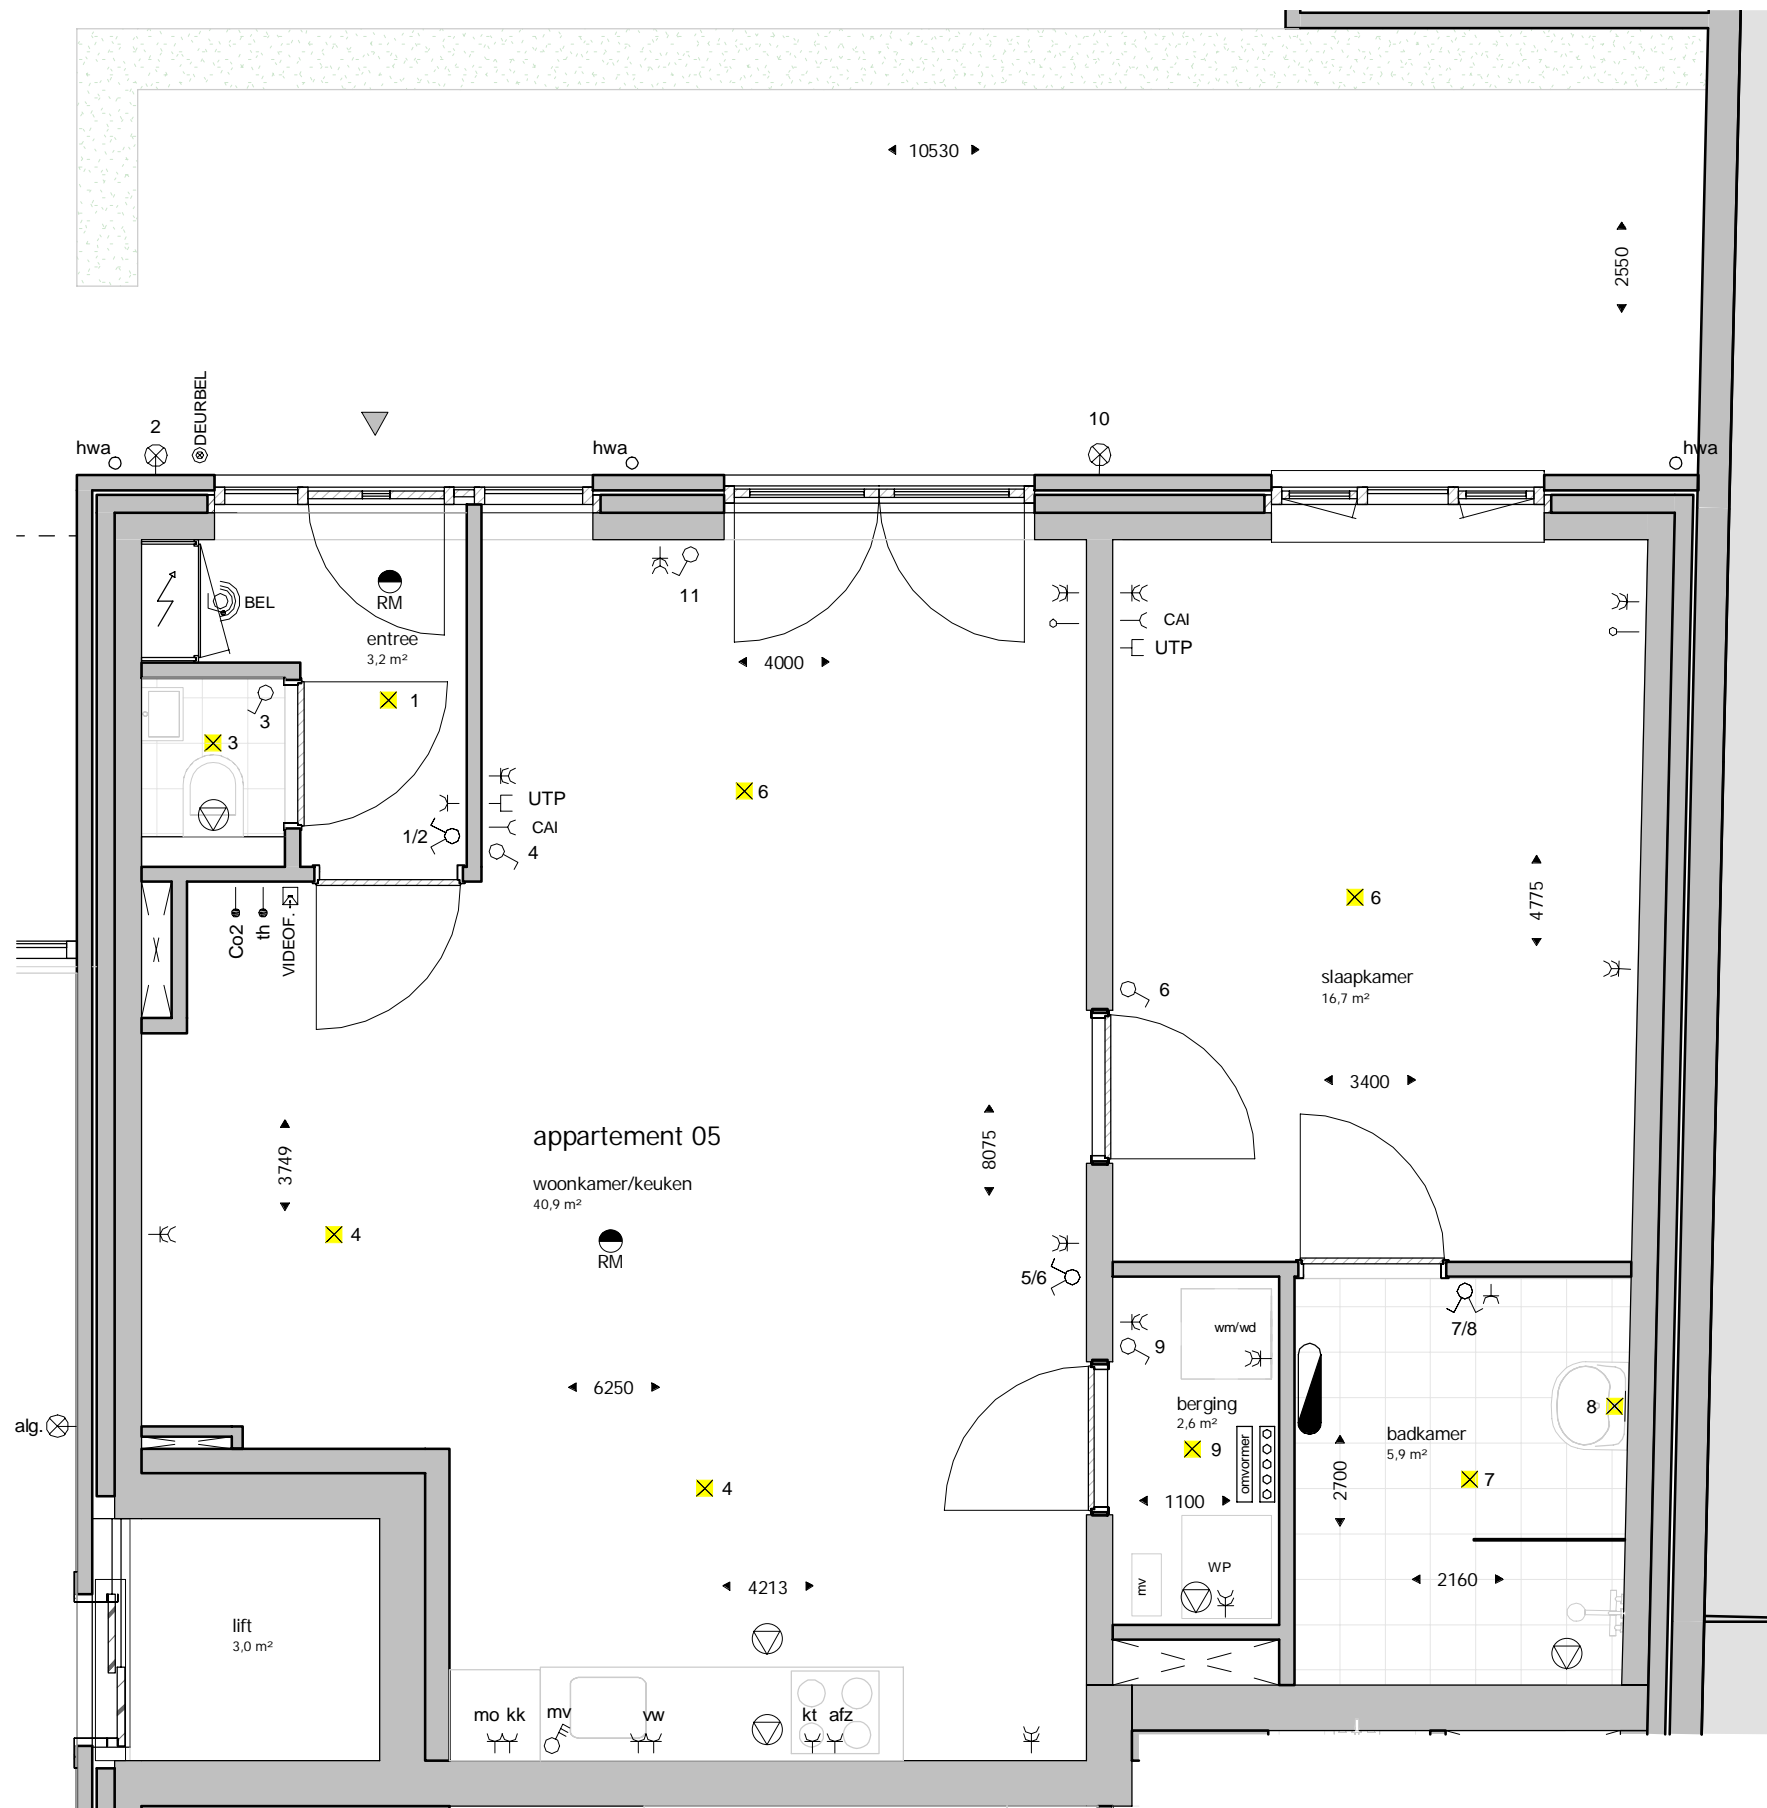 10530
2550
DEURBEL
2
10
hwa
hwa
hwa
BEL
RM
11
entree
3,2 m²
4000
CAI
UTP
1
3
3
6
UTP
CAI
1/2
4
6
4775
Co2
th
VIDEOF.
slaapkamer
16,7 m²
6
3400
appartement 05
3749
8075
woonkamer/keuken
40,9 m²
4
RM
5/6
wm/wd
7/8
9
6250
berging
2,6 m²
8
alg.
badkamer
5,9 m²
9
omvormer
7
2700
4
1100
WP
mv
4213
2160
lift
3,0 m²
mo kk
mv
vw
kt afz